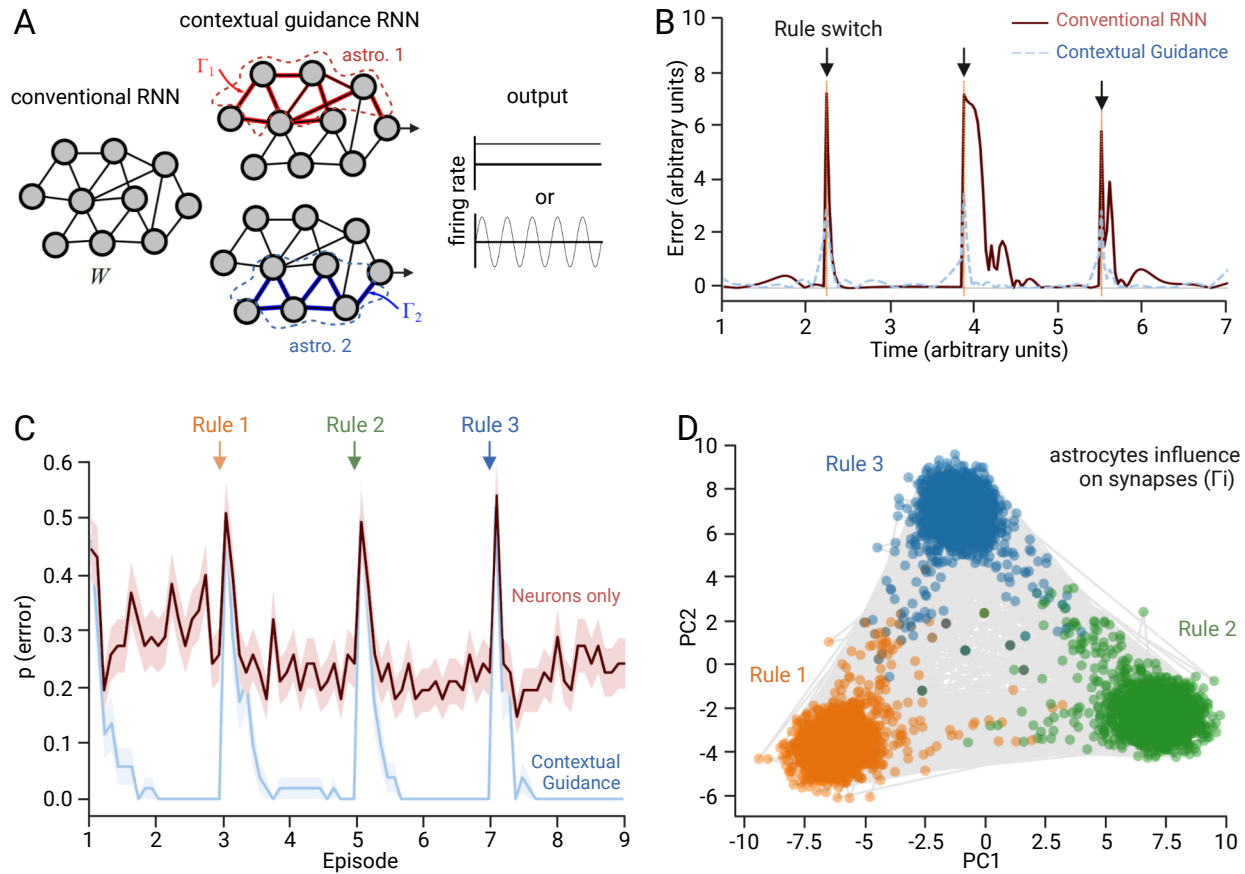 A
contextual guidance RNN
conventional RNN
Γ1
astro. 1
output
firing rate
or
W
Γ2
astro. 2
B
Conventional RNN
Contextual Guidance
Rule switch
Error (arbitrary units)
10
8
6
4
2
0
1 2 3 4 5 6 7
Time (arbitrary units)
C
Rule 1 Rule 2 Rule 3
p (errror)
0.6
0.5
0.4
0.3
0.2
0.1
0.0
Neurons only
Contextual
Guidance
1 2 3 4 5 6 7 8 9
Episode
D
astrocytes influence
on synapses (Γi)
Rule 3
Rule 2
Rule 1
PC2
10
8
6
4
2
0
-2
-4
-6
-10 -7.5 -5 -2.5 0 2.5 5 7.5 10
PC1